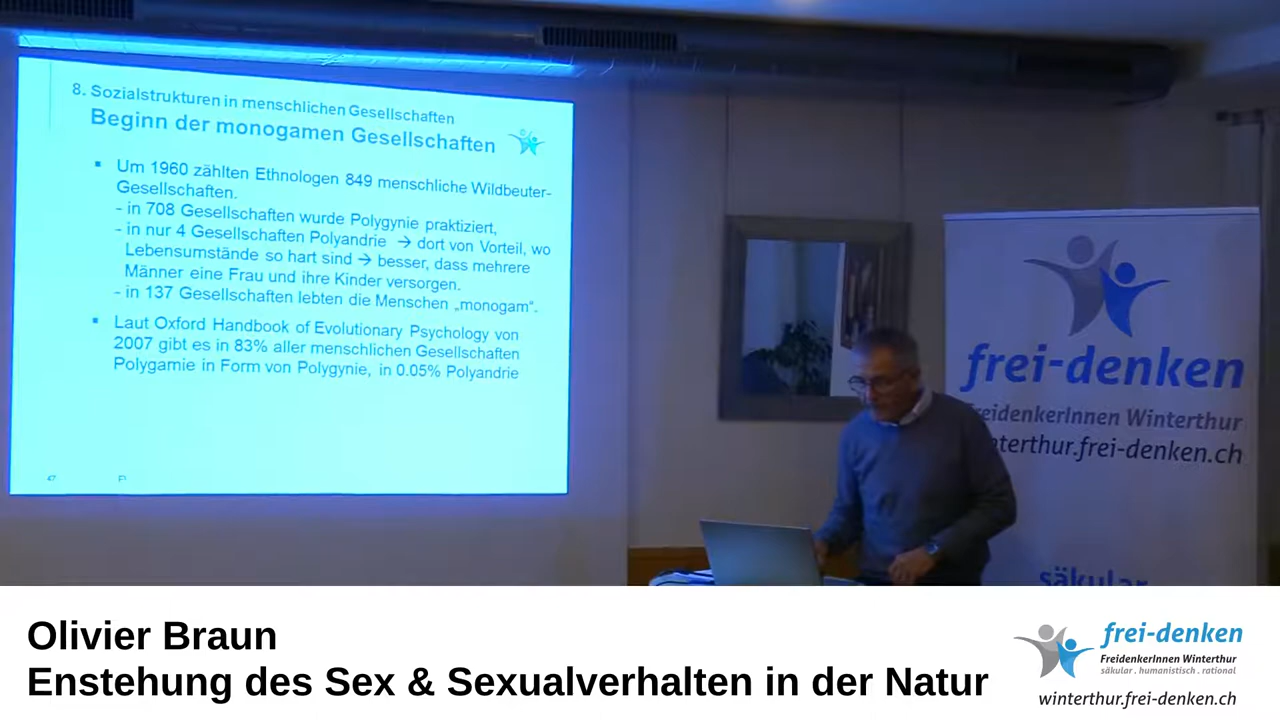 8. Sozialstrukturen in menschlichen Gesellschaften
Beginn der monogamen Gesellschaften
▪ Um 1960 zählten Ethnologen 849 menschliche Wildbeuter-
Gesellschaften.
- in 708 Gesellschaften wurde Polygynie praktiziert,
- in nur 4 Gesellschaften Polyandrie → dort von Vorteil, wo
Lebensumstände so hart sind → besser, dass mehrere
Männer eine Frau und ihre Kinder versorgen.
- in 137 Gesellschaften lebten die Menschen „monogam“.
▪ Laut Oxford Handbook of Evolutionary Psychology von
2007 gibt es in 83% aller menschlichen Gesellschaften
Polygamie in Form von Polygynie, in 0.05% Polyandrie
frei-denken
FreidenkerInnen Winterthur
winterthur.frei-denken.ch
säkular
Olivier Braun
Enstehung des Sex & Sexualverhalten in der Natur
frei-denken
FreidenkerInnen Winterthur
säkular . humanistisch . rational
winterthur.frei-denken.ch